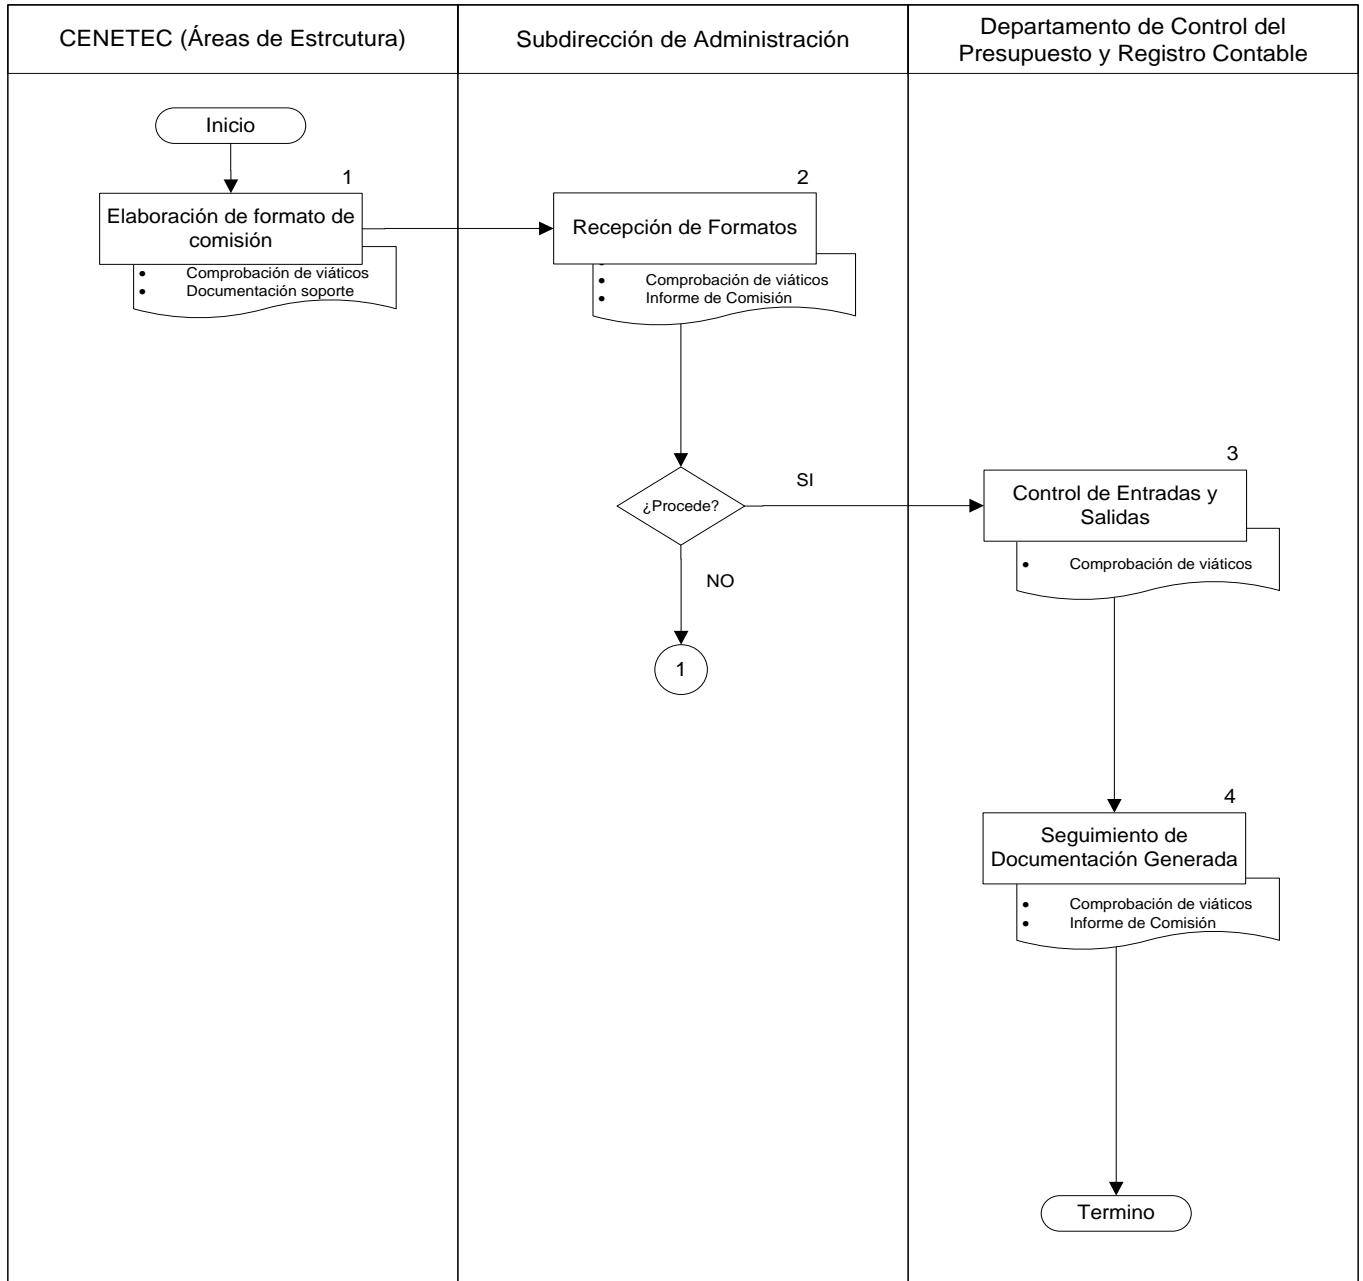 CENETEC (Áreas de Estrcutura)
Subdirección de Administración
Departamento de Control del
Presupuesto y Registro Contable
Inicio
1
Elaboración de formato de
comisión
• Comprobación de viáticos
• Documentación soporte
2
Recepción de Formatos
• Comprobación de viáticos
• Informe de Comisión
¿Procede?
SI
NO
1
3
Control de Entradas y
Salidas
• Comprobación de viáticos
4
Seguimiento de
Documentación Generada
• Comprobación de viáticos
• Informe de Comisión
Termino